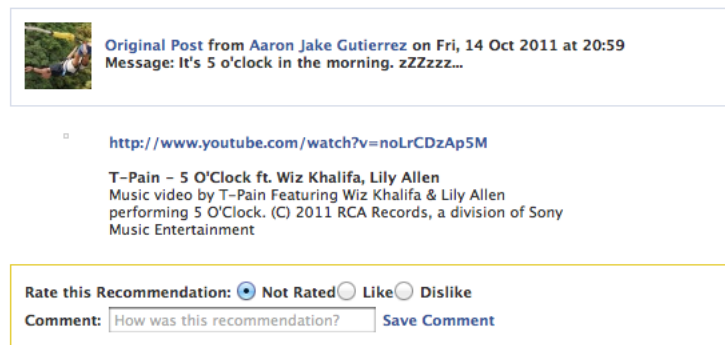 Original Post from Aaron Jake Gutierrez on Fri, 14 Oct 2011 at 20:59
Message: It's 5 o'clock in the morning. zZZzzz...
http://www.youtube.com/watch?v=noLrCDzAp5M
T-Pain - 5 O'Clock ft. Wiz Khalifa, Lily Allen
Music video by T-Pain Featuring Wiz Khalifa & Lily Allen
performing 5 O'Clock. (C) 2011 RCA Records, a division of Sony
Music Entertainment
Rate this Recommendation: Not Rated Like Dislike
Comment: How was this recommendation? Save Comment